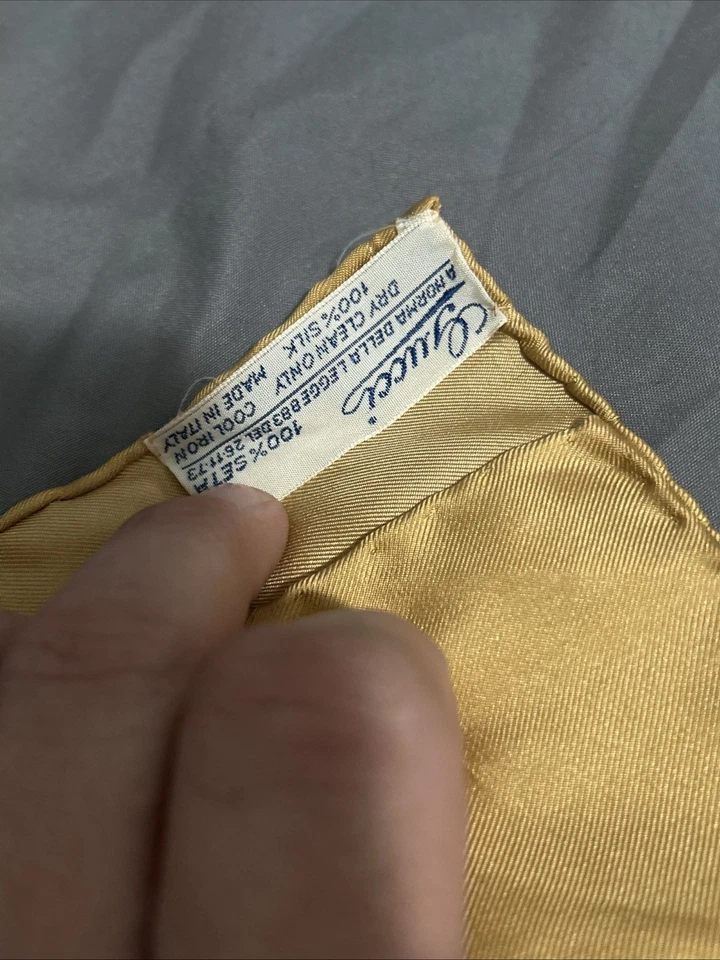 Gucci
100% SETA
A NORMA DELLA LEGGE 883 DEL 26·11·73
DRY CLEAN ONLY COOL IRON
100% SILK MADE IN ITALY